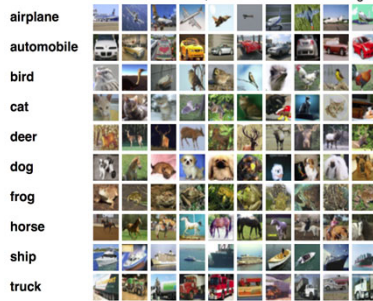 airplane
automobile
bird
cat
deer
dog
frog
horse
ship
truck